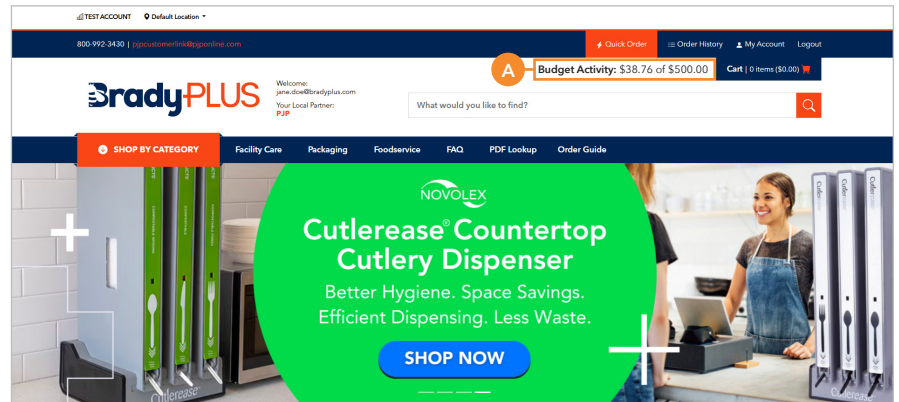 TEST ACCOUNT Default Location
800-992-3430 | pjpcustomerlink@pjponline.com Quick Order Order History My Account Logout
A Budget Activity: $38.76 of $500.00 Cart | 0 items ($0.00)
BradyPLUS
Welcome:
jane.doe@bradyplus.com
Your Local Partner:
PJP
What would you like to find?
SHOP BY CATEGORY Facility Care Packaging Foodservice FAQ PDF Lookup Order Guide
NOVOLEX
Cutlerease® Countertop
Cutlery Dispenser
Better Hygiene. Space Savings.
Efficient Dispensing. Less Waste.
SHOP NOW
Cutlerease
Cutlerease
Cutlerease
Cutlerease